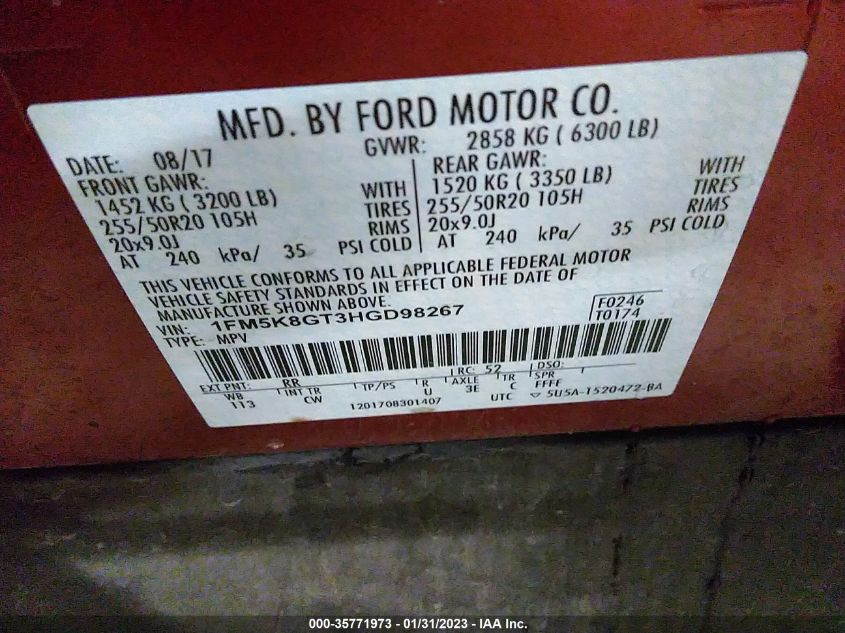 MFD. BY FORD MOTOR CO.
DATE: 08/17 GVWR: 2858 KG ( 6300 LB)
FRONT GAWR: REAR GAWR:
1452 KG ( 3200 LB) WITH 1520 KG ( 3350 LB) WITH
255/50R20 105H TIRES 255/50R20 105H TIRES
20x9.0J RIMS 20x9.0J RIMS
AT 240 kPa/ 35 PSI COLD AT 240 kPa/ 35 PSI COLD
THIS VEHICLE CONFORMS TO ALL APPLICABLE FEDERAL MOTOR
VEHICLE SAFETY STANDARDS IN EFFECT ON THE DATE OF
MANUFACTURE SHOWN ABOVE.
VIN: 1FM5K8GT3HGD98267 F0246
TYPE: MPV T0174
EXT PNT: RR RC: 52 DSO:
WB INT TR TP/PS R AXLE TR SPR
113 CW U 3E C FFFF
1201708301407 UTC ▽ 5U5A-1520472-BA
000-35771973 - 01/31/2023 - IAA Inc.